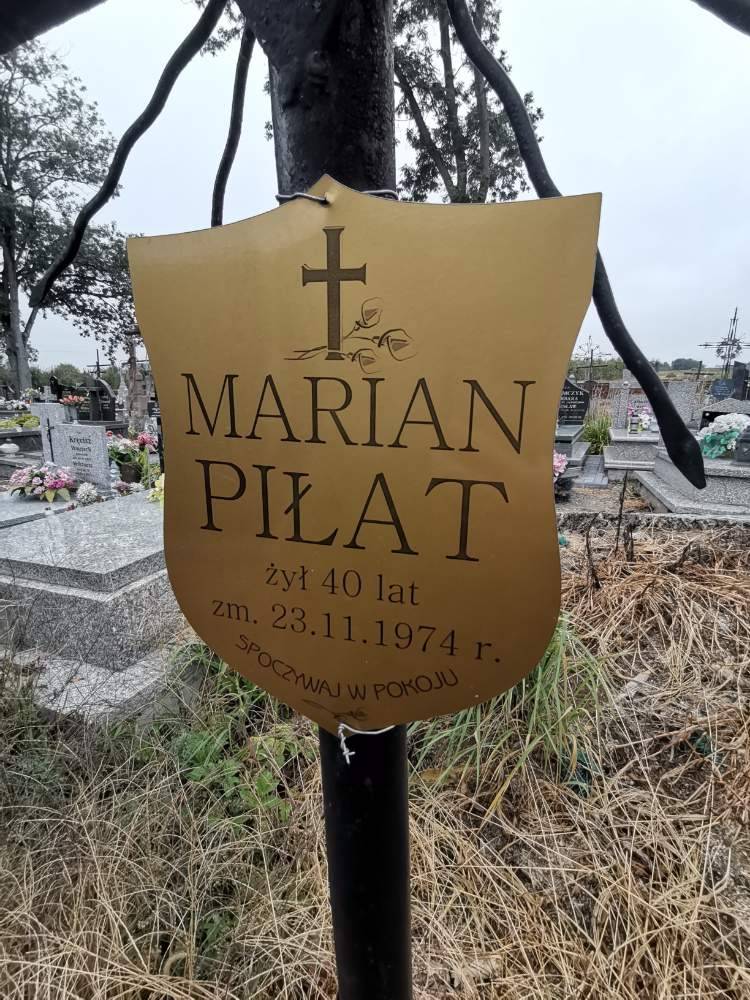 MARIAN
PIŁAT
żył 40 lat
zm. 23.11.1974 r.
SPOCZYWAJ W POKOJU